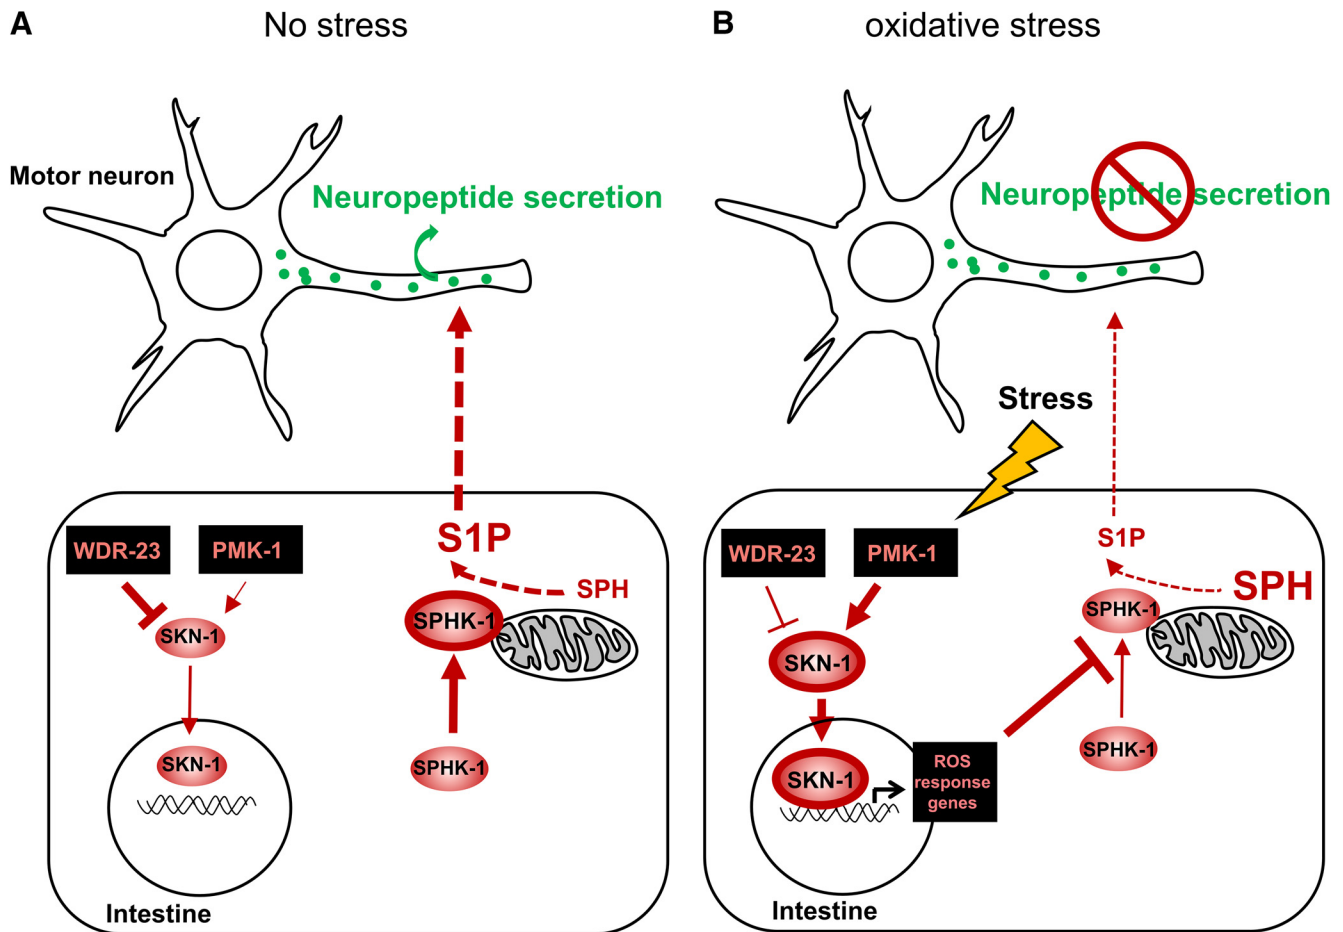 A
No stress
Motor neuron
Neuropeptide secretion
WDR-23
PMK-1
SKN-1
SKN-1
S1P
SPH
SPHK-1
SPHK-1
Intestine
B
oxidative stress
Neuropeptide secretion
Stress
WDR-23
PMK-1
SKN-1
SKN-1
ROS
response
genes
S1P
SPH
SPHK-1
SPHK-1
Intestine